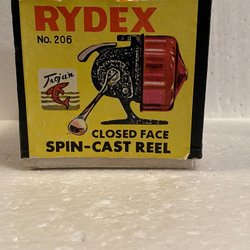 RYDEX
No. 206
Trojan
CLOSED FACE
SPIN-CAST REEL